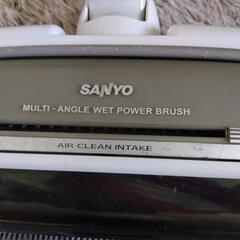 SANYO
MULTI - ANGLE WET POWER BRUSH
AIR CLEAN INTAKE